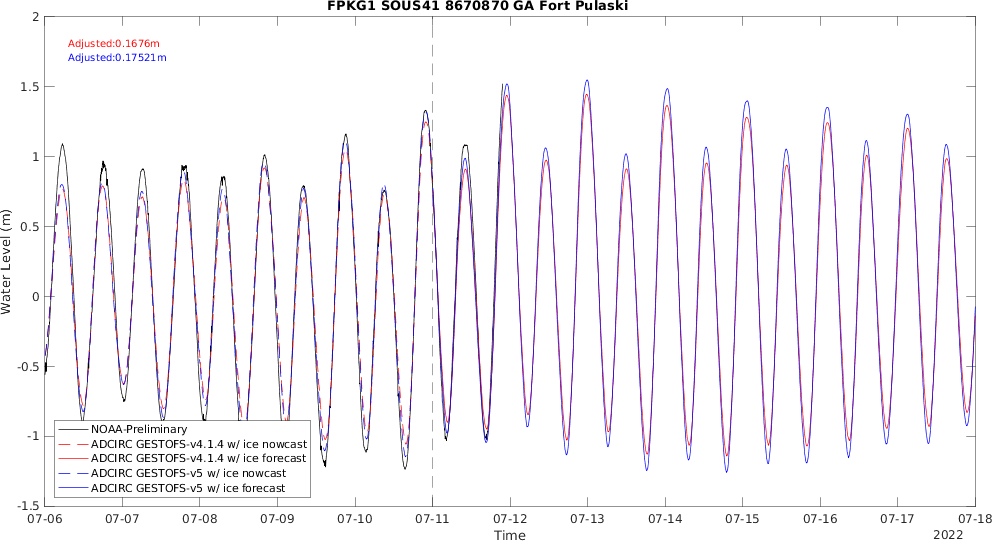 FPKG1 SOUS41 8670870 GA Fort Pulaski
Adjusted:0.1676m
Adjusted:0.17521m
Water Level (m)
2
1.5
1
0.5
0
-0.5
-1
-1.5
NOAA-Preliminary
ADCIRC GESTOFS-v4.1.4 w/ ice nowcast
ADCIRC GESTOFS-v4.1.4 w/ ice forecast
ADCIRC GESTOFS-v5 w/ ice nowcast
ADCIRC GESTOFS-v5 w/ ice forecast
07-06 07-07 07-08 07-09 07-10 07-11 07-12 07-13 07-14 07-15 07-16 07-17 07-18
Time
2022